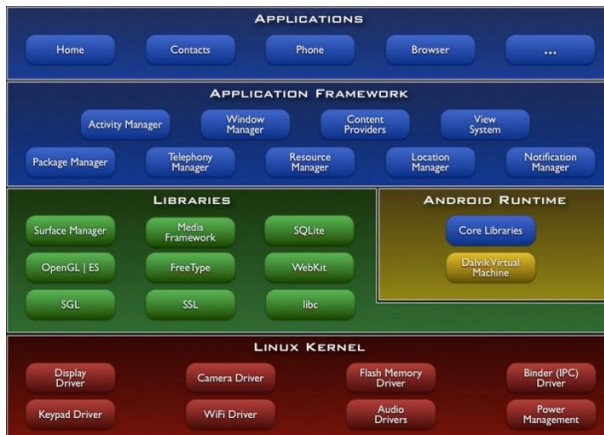 APPLICATIONS
Home
Contacts
Phone
Browser
...
APPLICATION FRAMEWORK
Activity Manager
Window
Manager
Content
Providers
View
System
Package Manager
Telephony
Manager
Resource
Manager
Location
Manager
Notification
Manager
LIBRARIES
Surface Manager
Media
Framework
SQLite
OpenGL | ES
FreeType
WebKit
SGL
SSL
libc
ANDROID RUNTIME
Core Libraries
Dalvik Virtual
Machine
LINUX KERNEL
Display
Driver
Camera Driver
Flash Memory
Driver
Binder (IPC)
Driver
Keypad Driver
WiFi Driver
Audio
Drivers
Power
Management